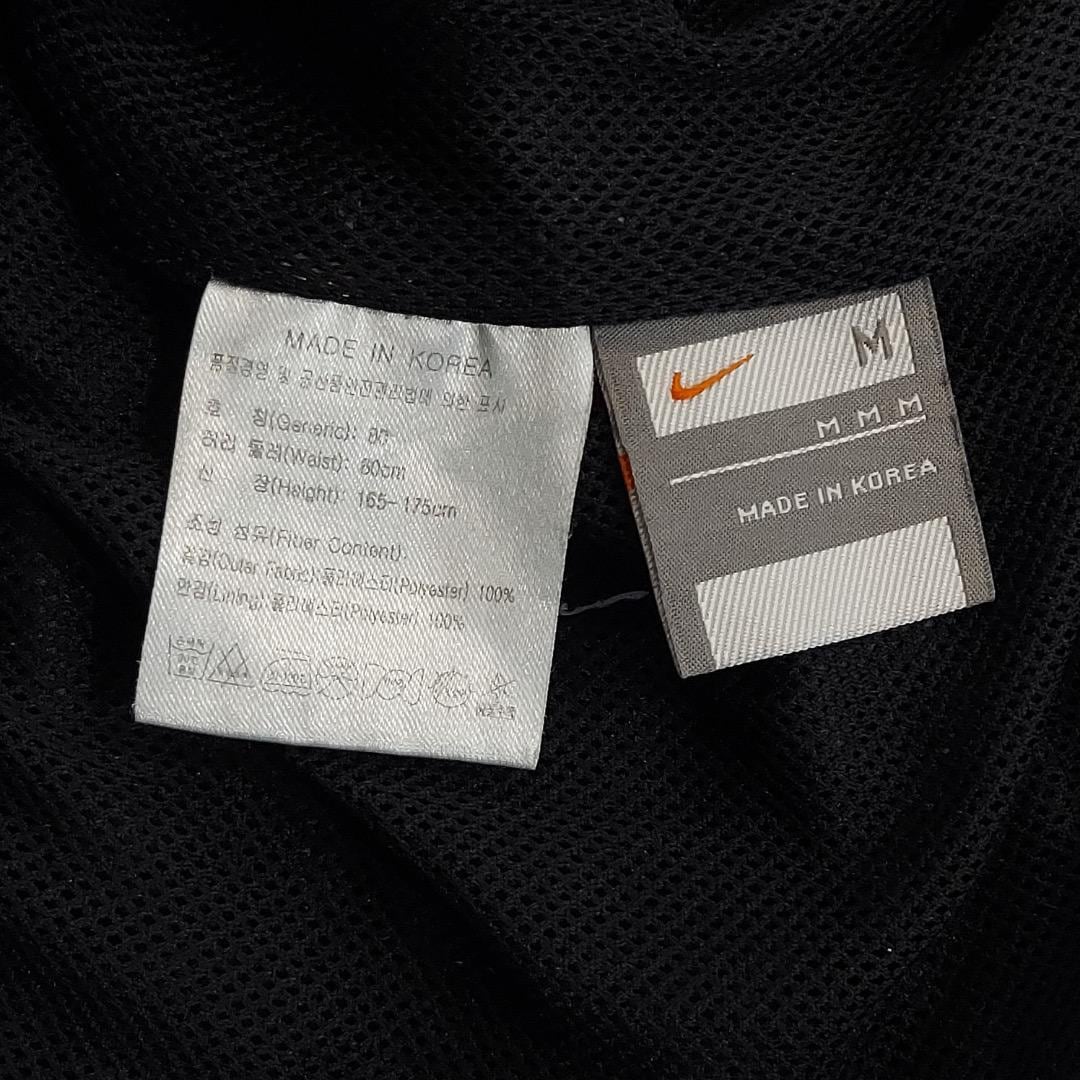 MADE IN KOREA
품질경영 및 공산품안전관리법에 의한 표시
호 칭(Generic): 80
허리 둘레(Waist): 80cm
신 장(Height): 165-175cm
조성 섬유(Fiber Content):
겉감(Outer Fabric):폴리에스터(Polyester) 100%
안감(Lining) 폴리에스터(Polyester) 100%
M
M M M
MADE IN KOREA